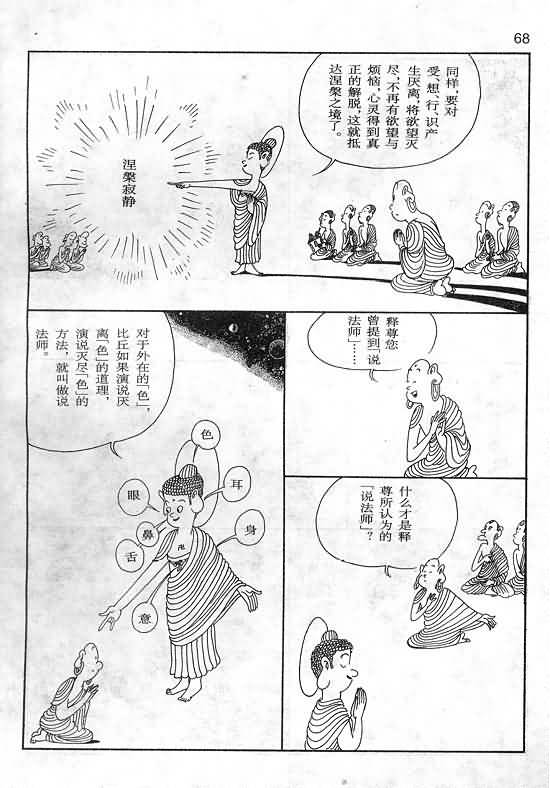 68
同样，要对
受、想、行、识产
生厌离，将欲望灭
尽，不再有欲望与
烦恼，心灵得到真
正的解脱，这就抵
达涅槃之境了。
涅槃寂静
释尊您
曾提到「说
法师」……
什么才是释
尊所认为的
「说法师」？
对于外在的「色」，
比丘如果演说厌
离「色」的道理，
演说灭尽「色」的
方法，就叫做说
法师。
色
耳
眼
鼻
身
舌
意
卍